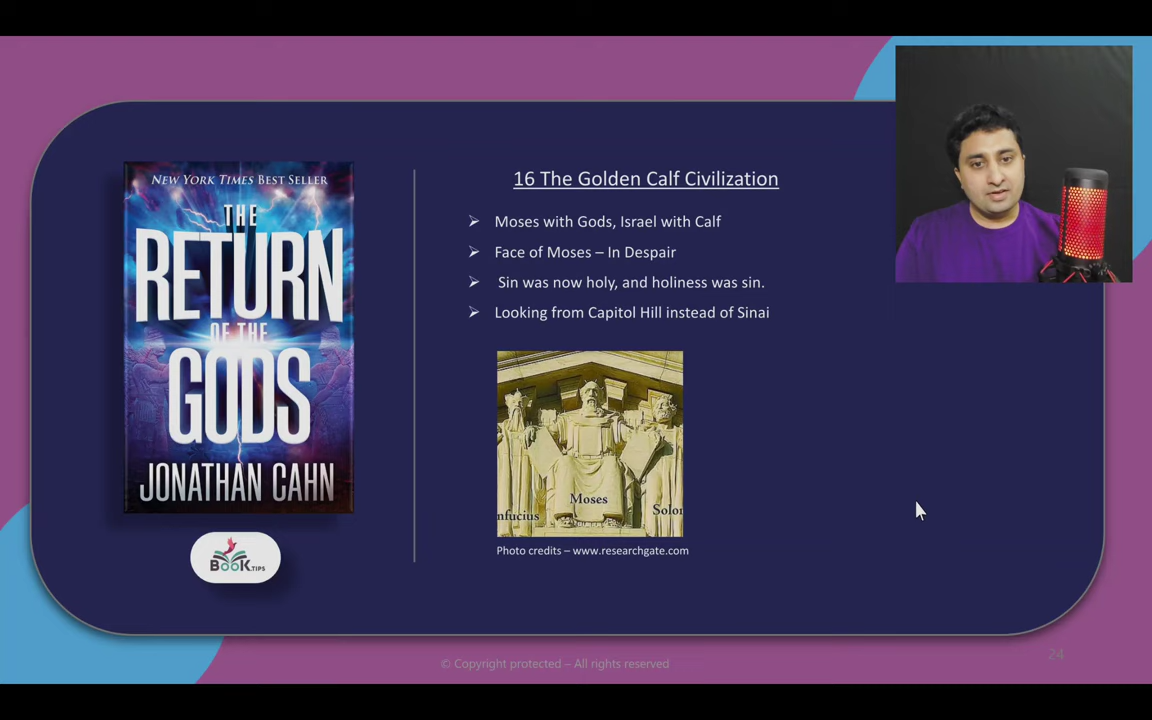 NEW YORK TIMES BEST SELLER
THE
RETURN
OF THE
GODS
JONATHAN CAHN
BOOK.TIPS
16 The Golden Calf Civilization
➢ Moses with Gods, Israel with Calf
➢ Face of Moses – In Despair
➢ Sin was now holy, and holiness was sin.
➢ Looking from Capitol Hill instead of Sinai
Moses
nfucius
Solon
Photo credits – www.researchgate.com
© Copyright protected – All rights reserved
24